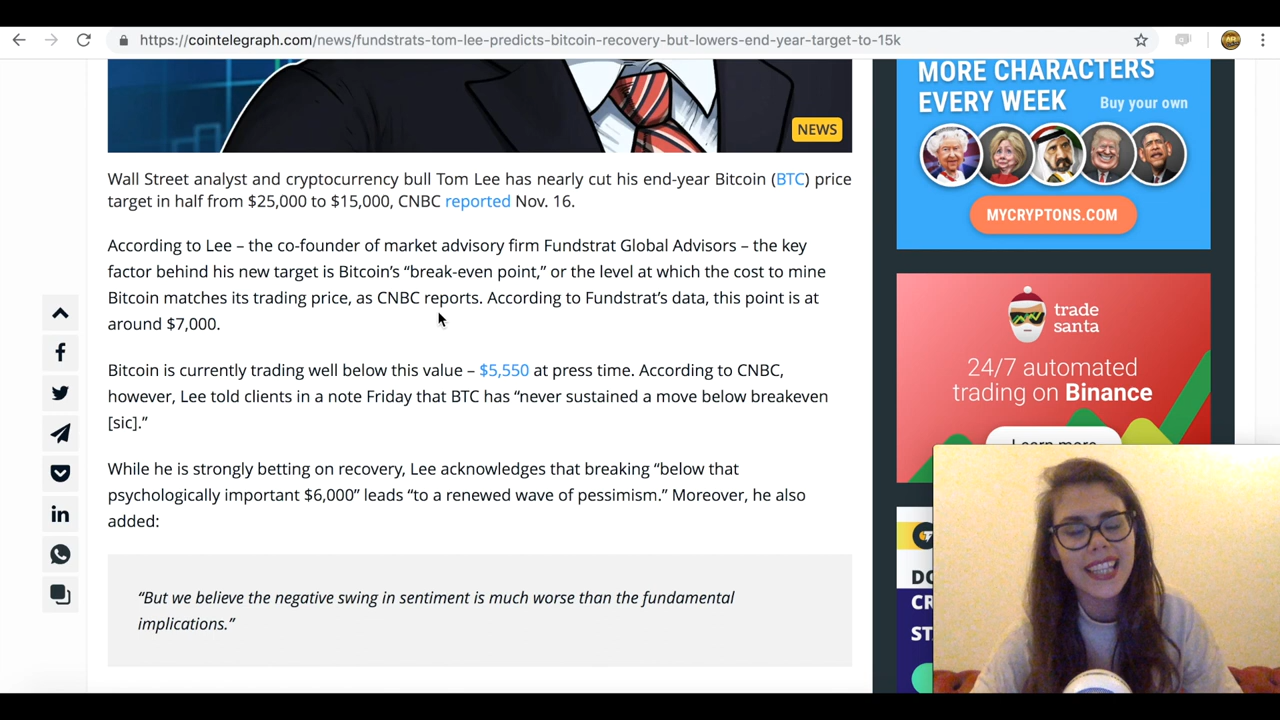 https://cointelegraph.com/news/fundstrats-tom-lee-predicts-bitcoin-recovery-but-lowers-end-year-target-to-15k
NEWS
Wall Street analyst and cryptocurrency bull Tom Lee has nearly cut his end-year Bitcoin (BTC) price
target in half from $25,000 to $15,000, CNBC reported Nov. 16.
According to Lee – the co-founder of market advisory firm Fundstrat Global Advisors – the key
factor behind his new target is Bitcoin’s “break-even point,” or the level at which the cost to mine
Bitcoin matches its trading price, as CNBC reports. According to Fundstrat’s data, this point is at
around $7,000.
Bitcoin is currently trading well below this value – $5,550 at press time. According to CNBC,
however, Lee told clients in a note Friday that BTC has “never sustained a move below breakeven
[sic].”
While he is strongly betting on recovery, Lee acknowledges that breaking “below that
psychologically important $6,000” leads “to a renewed wave of pessimism.” Moreover, he also
added:
“But we believe the negative swing in sentiment is much worse than the fundamental
implications.”
MORE CHARACTERS
EVERY WEEK
Buy your own
MYCRYPTONS.COM
trade
santa
24/7 automated
trading on Binance
Learn more